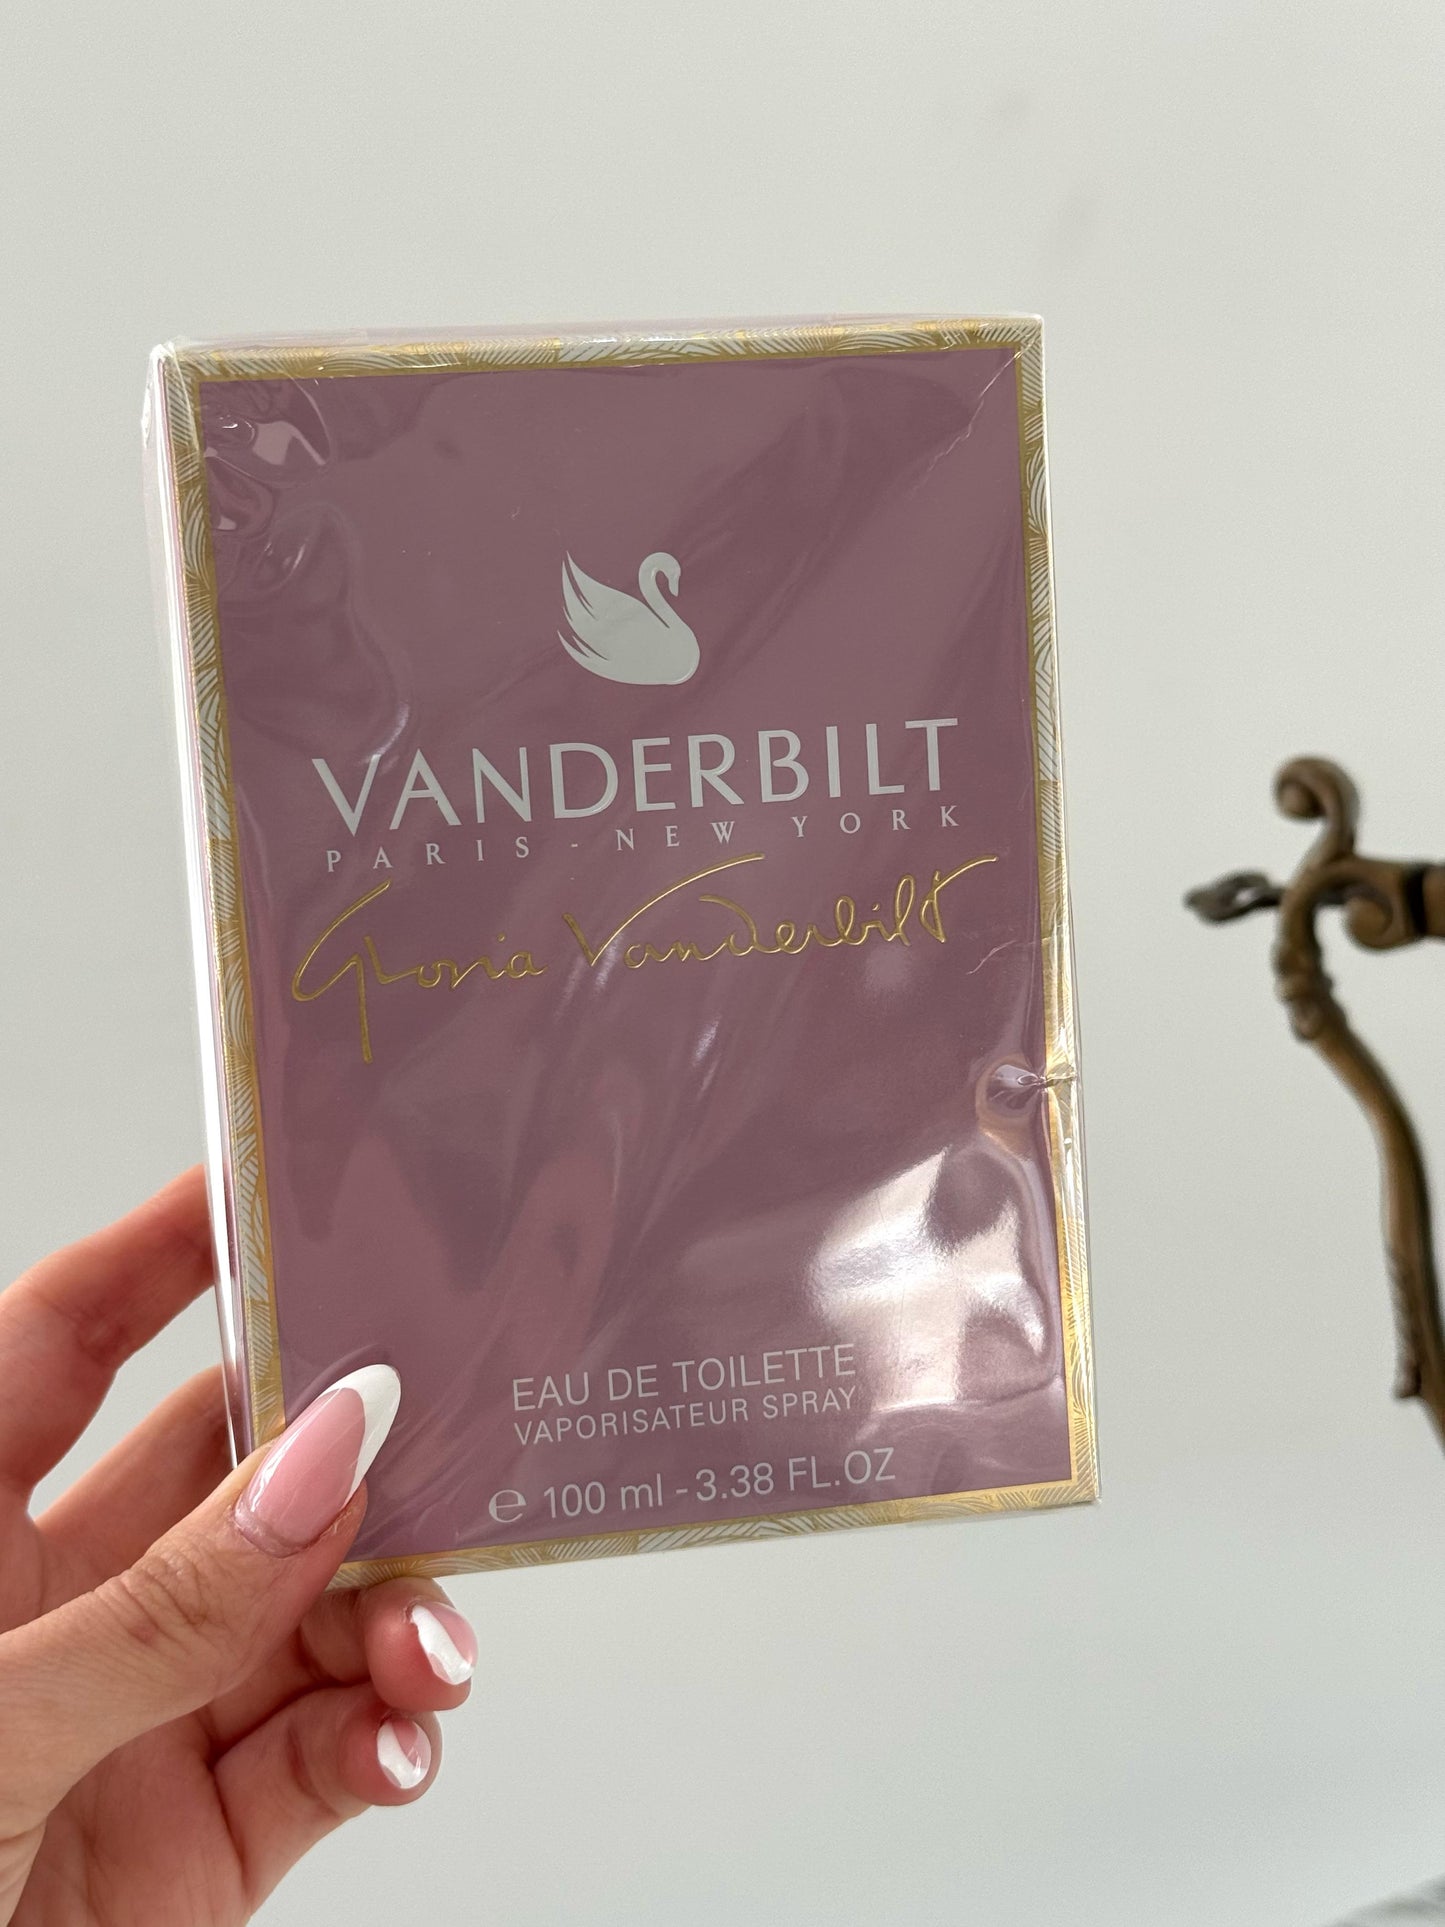 VANDERBILT
PARIS - NEW YORK
Gloria Vanderbilt
EAU DE TOILETTE
VAPORISATEUR SPRAY
℮ 100 ml - 3.38 FL.OZ